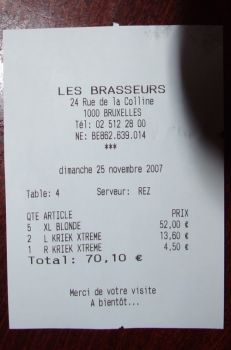 LES BRASSEURS
24 Rue de la Colline
1000 BRUXELLES
Tél: 02 512 28 00
NE: BE862.639.014
***
dimanche 25 novembre 2007
Table: 4 Serveur: REZ
QTE ARTICLE PRIX
5 XL BLONDE 52,00 €
2 L KRIEK XTREME 13,60 €
1 R KRIEK XTREME 4,50 €
Total: 70,10 €
Merci de votre visite
A bientôt...